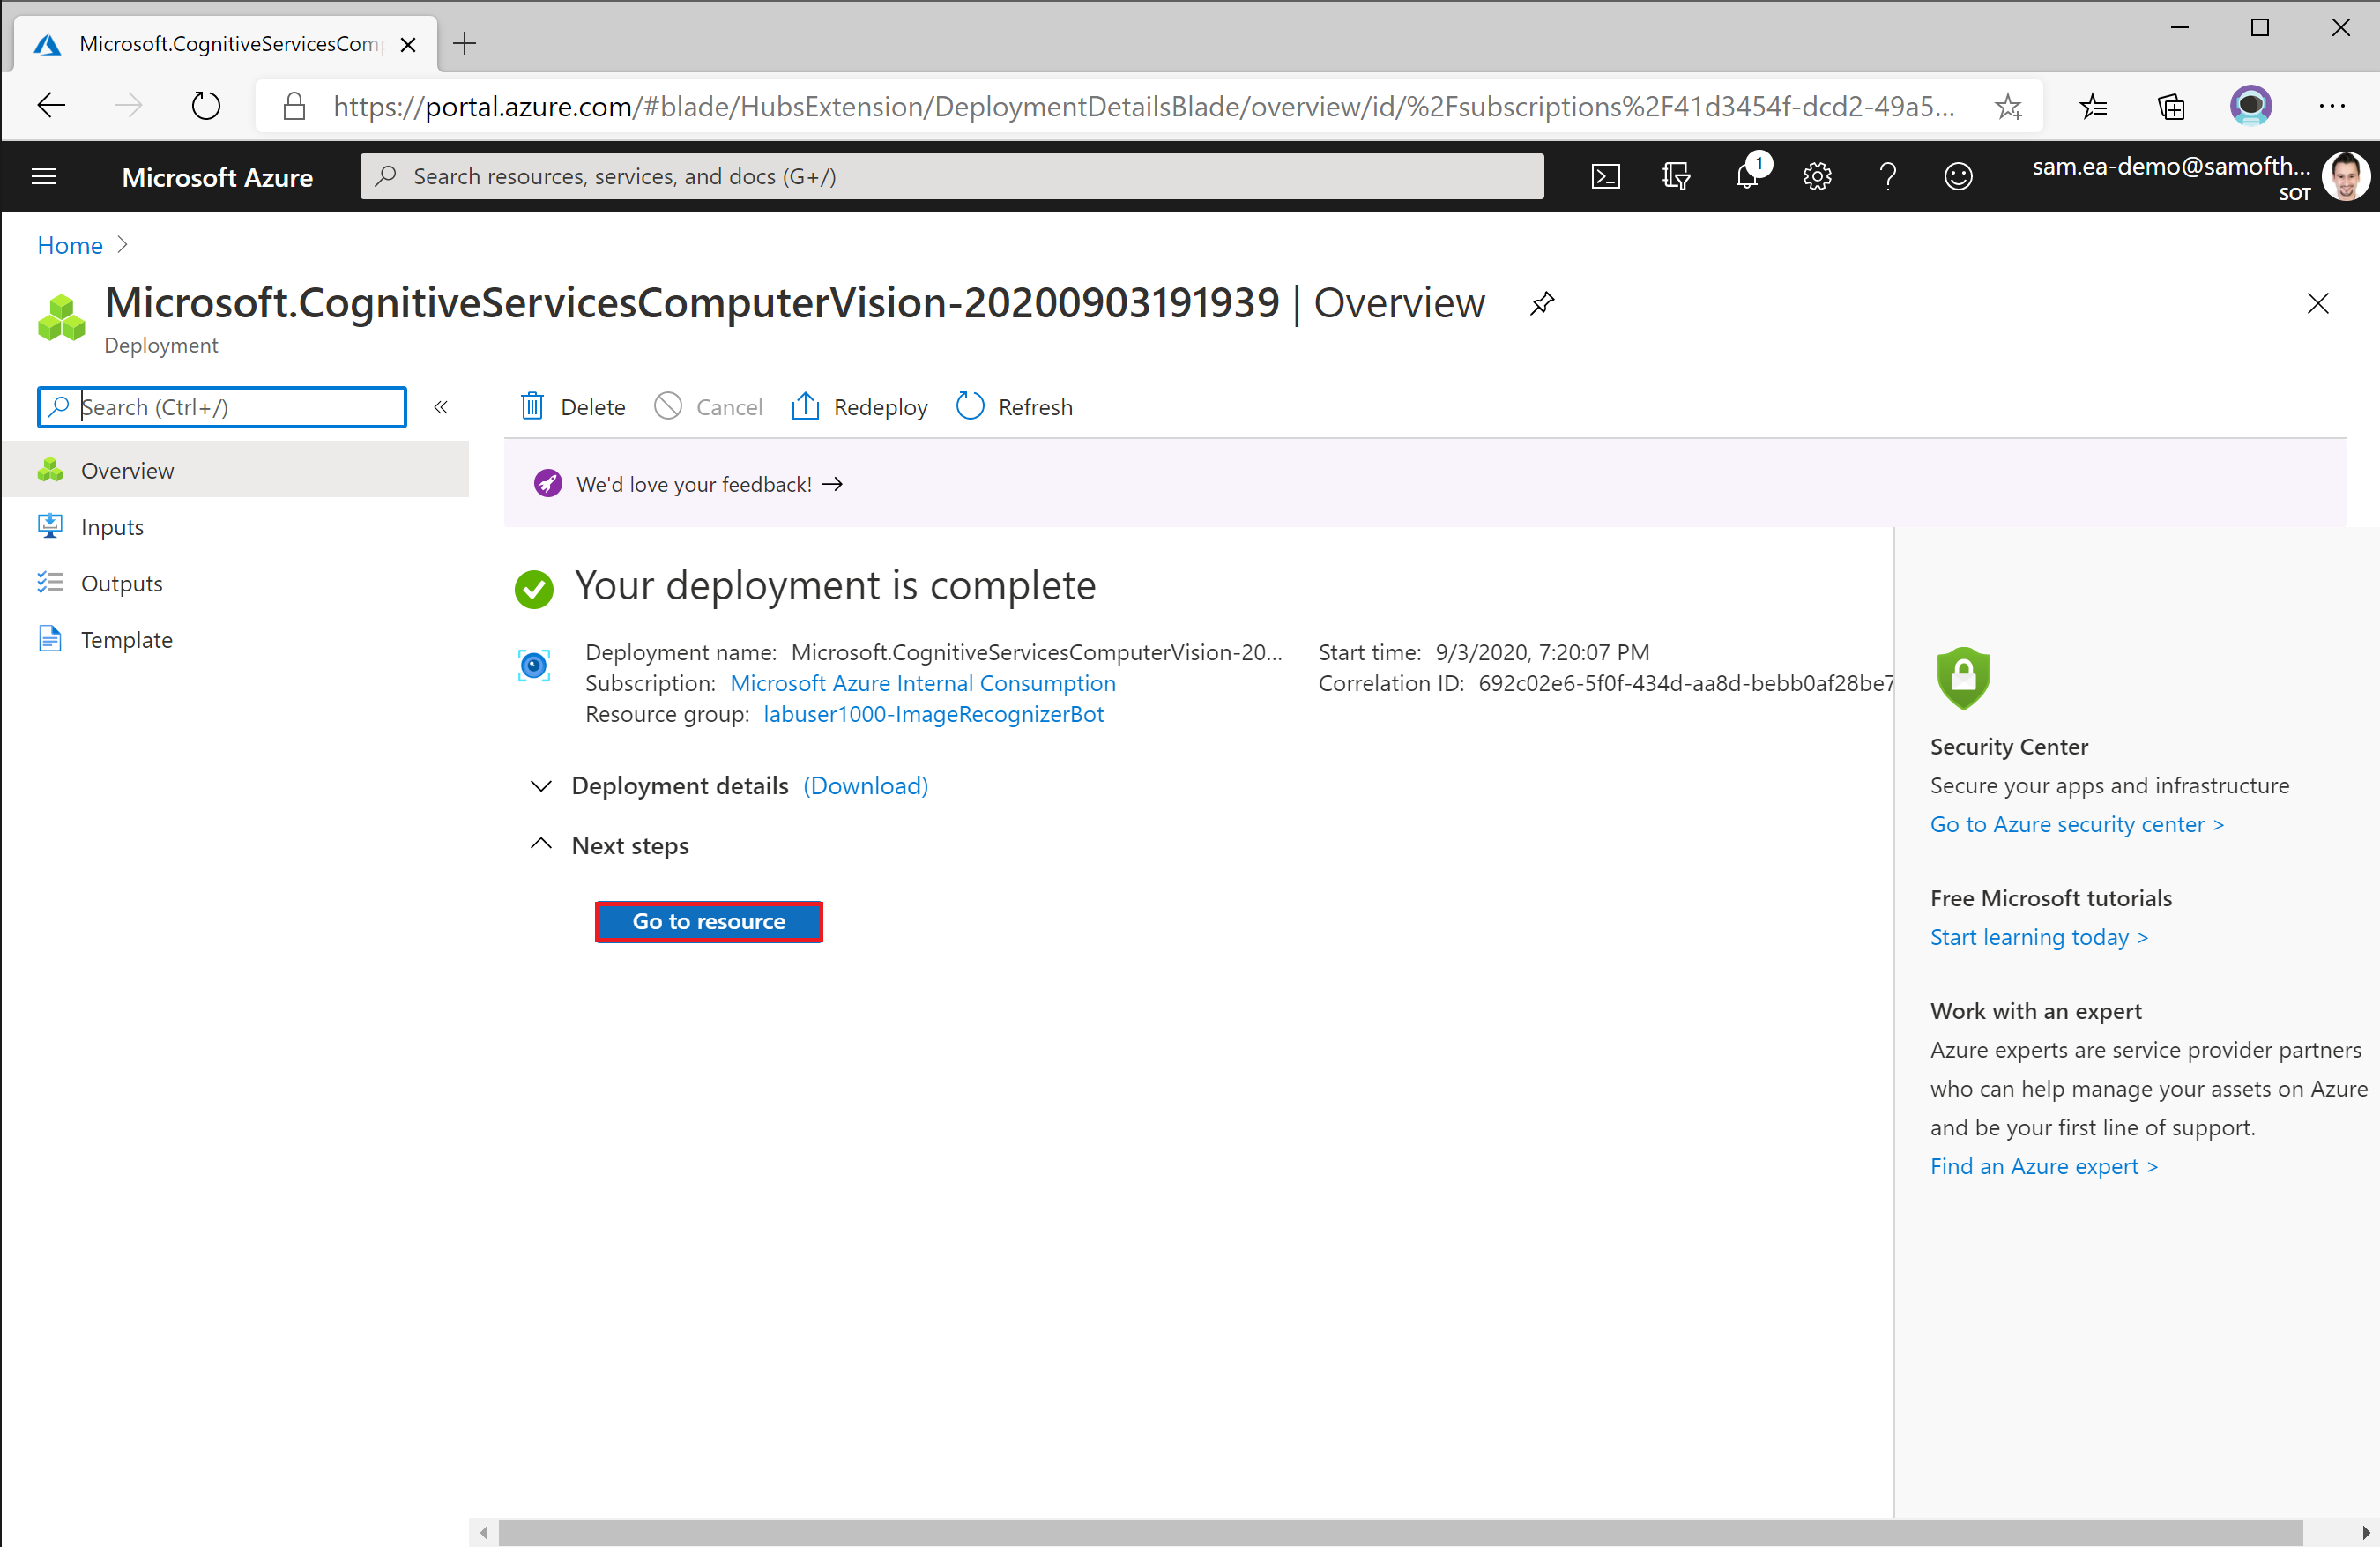 Microsoft.CognitiveServicesCom
https://portal.azure.com/#blade/HubsExtension/DeploymentDetailsBlade/overview/id/%2Fsubscriptions%2F41d3454f-dcd2-49a5...
Microsoft Azure
Search resources, services, and docs (G+/)
1
sam.ea-demo@samofth...
SOT
Home
Microsoft.CognitiveServicesComputerVision-20200903191939 | Overview
Deployment
Search (Ctrl+/)
«
Delete
Cancel
Redeploy
Refresh
Overview
Inputs
Outputs
Template
We'd love your feedback! →
Your deployment is complete
Deployment name: Microsoft.CognitiveServicesComputerVision-20...
Subscription: Microsoft Azure Internal Consumption
Resource group: labuser1000-ImageRecognizerBot
Start time: 9/3/2020, 7:20:07 PM
Correlation ID: 692c02e6-5f0f-434d-aa8d-bebb0af28be7
Deployment details (Download)
Next steps
Go to resource
Security Center
Secure your apps and infrastructure
Go to Azure security center >
Free Microsoft tutorials
Start learning today >
Work with an expert
Azure experts are service provider partners
who can help manage your assets on Azure
and be your first line of support.
Find an Azure expert >